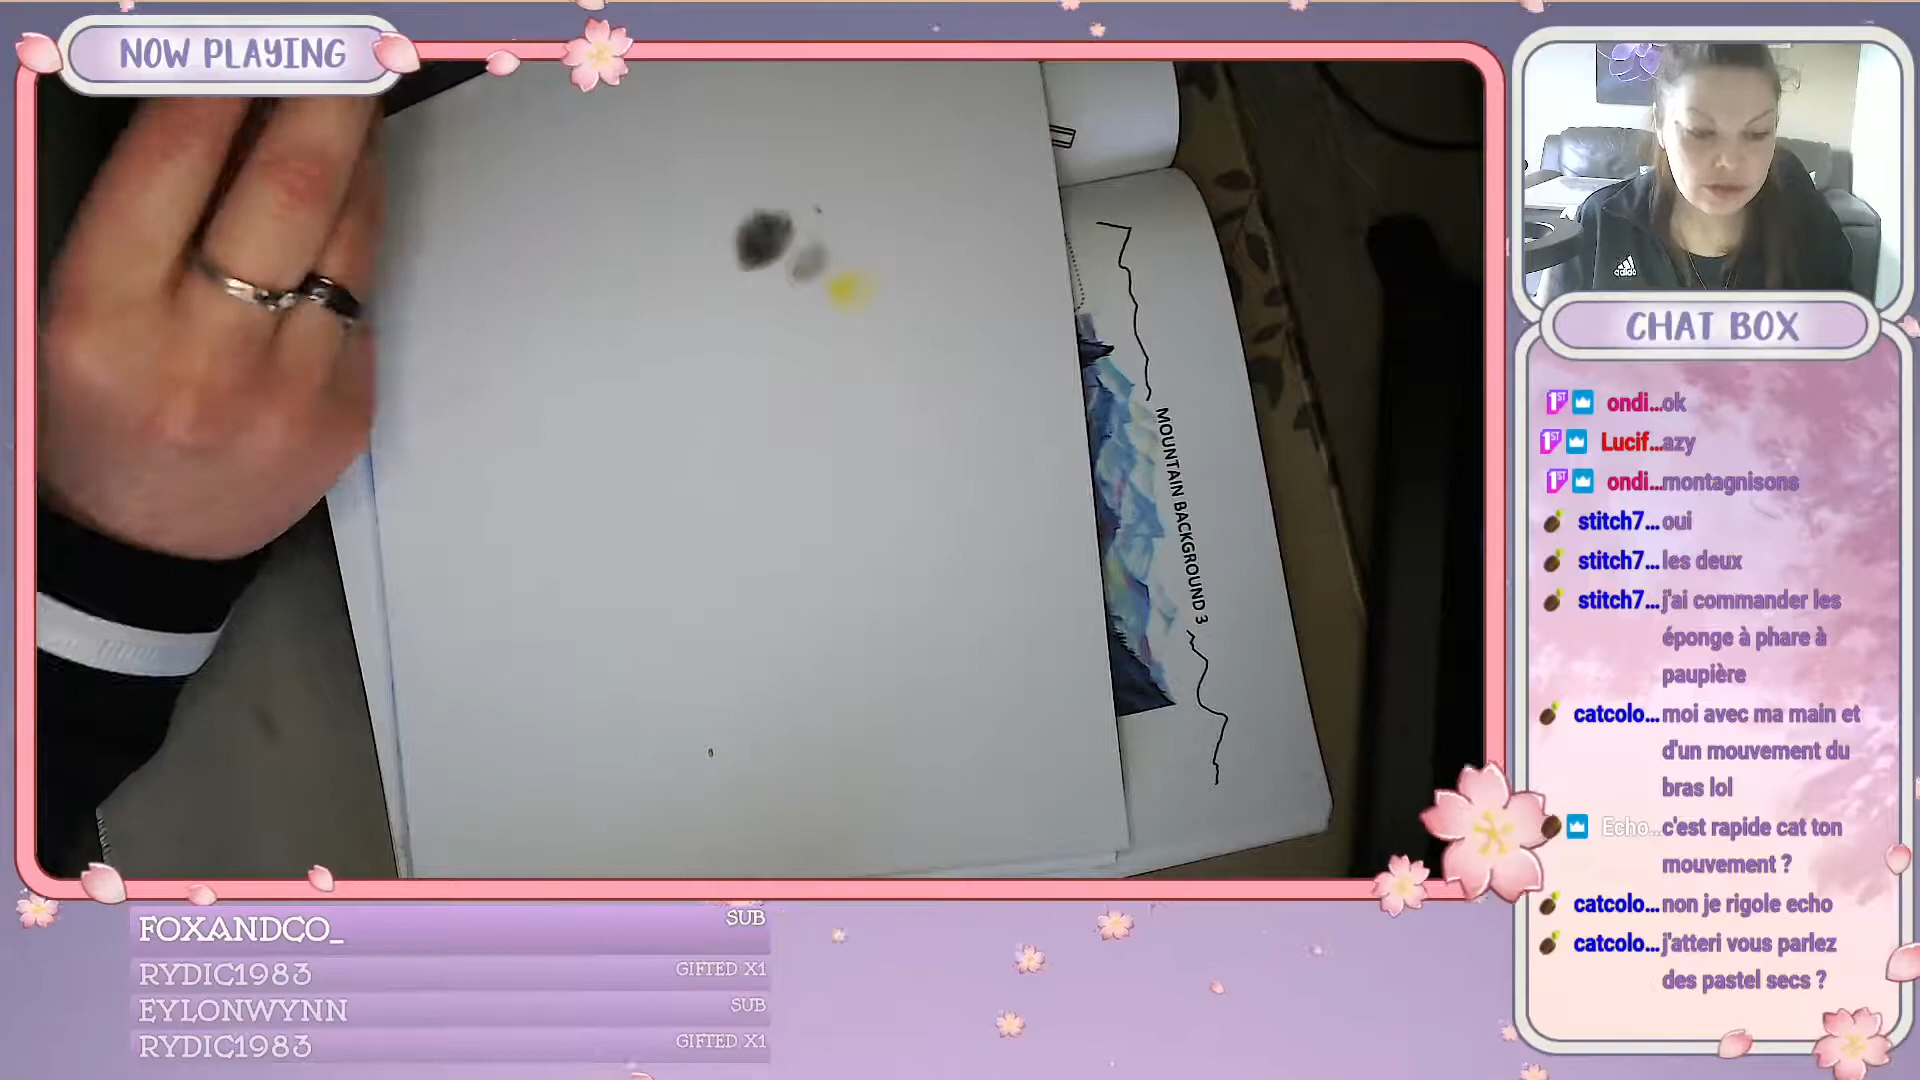 NOW PLAYING
MOUNTAIN BACKGROUND 3
adidas
CHAT BOX
ondi...ok
Lucif...azy
ondi...montagnisons
stitch7...oui
stitch7...les deux
stitch7...j'ai commander les
éponge à phare à
paupière
catcolo...moi avec ma main et
d'un mouvement du
bras lol
Echo...c'est rapide cat ton
mouvement ?
catcolo...non je rigole echo
catcolo...j'atteri vous parlez
des pastel secs ?
FOXANDCO_ SUB
RYDIC1983 GIFTED X1
EYLONWYNN SUB
RYDIC1983 GIFTED X1